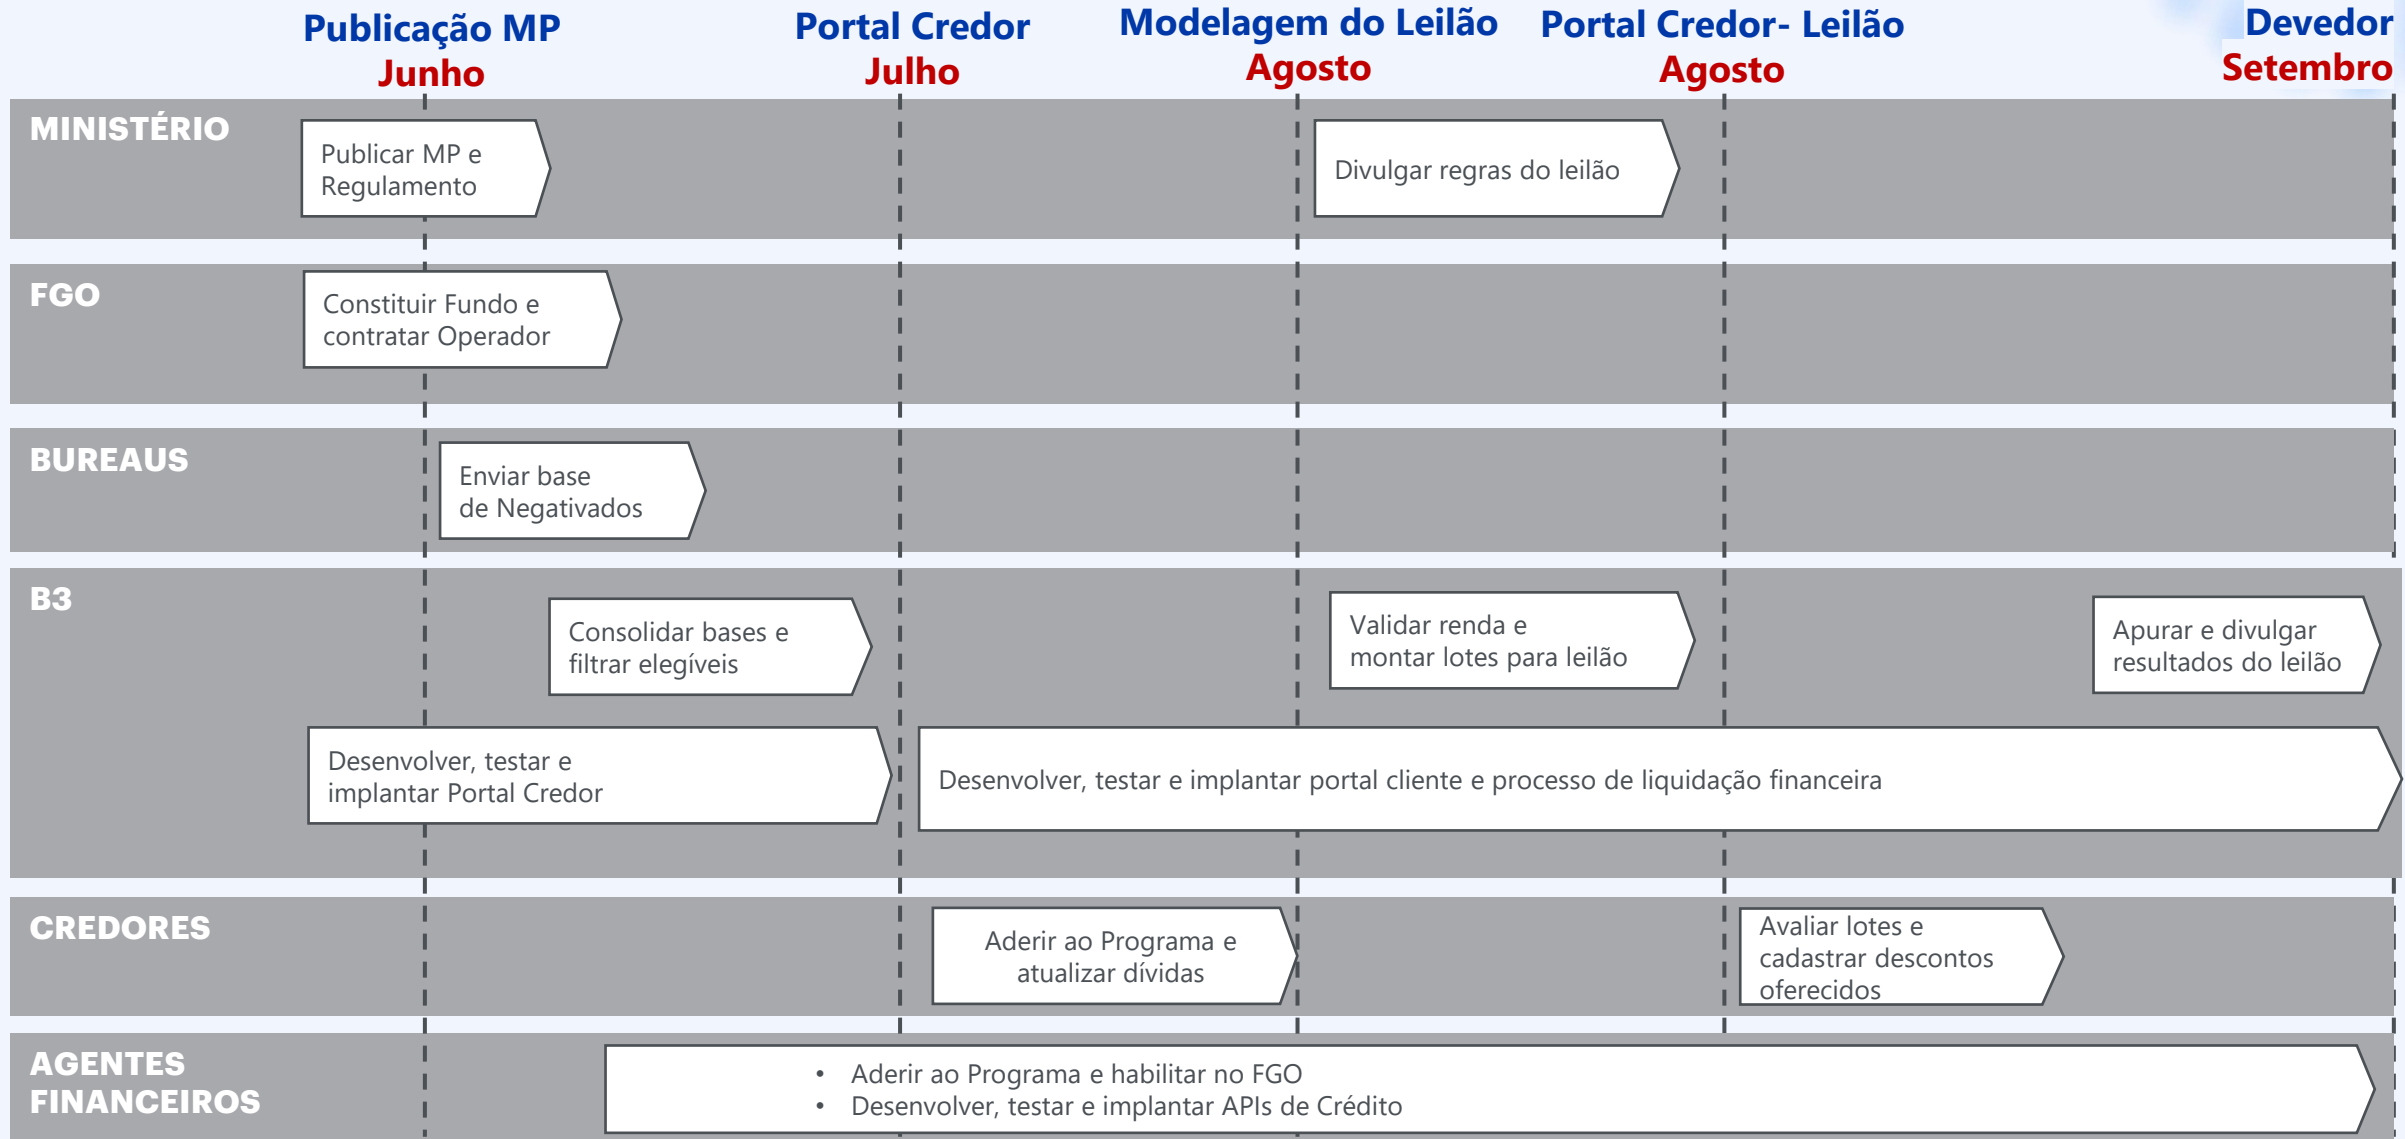 Publicação MP
Junho
Portal Credor
Julho
Modelagem do Leilão
Agosto
Portal Credor- Leilão
Agosto
Devedor
Setembro
MINISTÉRIO
Publicar MP e
Regulamento
Divulgar regras do leilão
FGO
Constituir Fundo e
contratar Operador
BUREAUS
Enviar base
de Negativados
B3
Consolidar bases e
filtrar elegíveis
Validar renda e
montar lotes para leilão
Apurar e divulgar
resultados do leilão
Desenvolver, testar e
implantar Portal Credor
Desenvolver, testar e implantar portal cliente e processo de liquidação financeira
CREDORES
Aderir ao Programa e
atualizar dívidas
Avaliar lotes e
cadastrar descontos
oferecidos
AGENTES
FINANCEIROS
• Aderir ao Programa e habilitar no FGO
• Desenvolver, testar e implantar APIs de Crédito